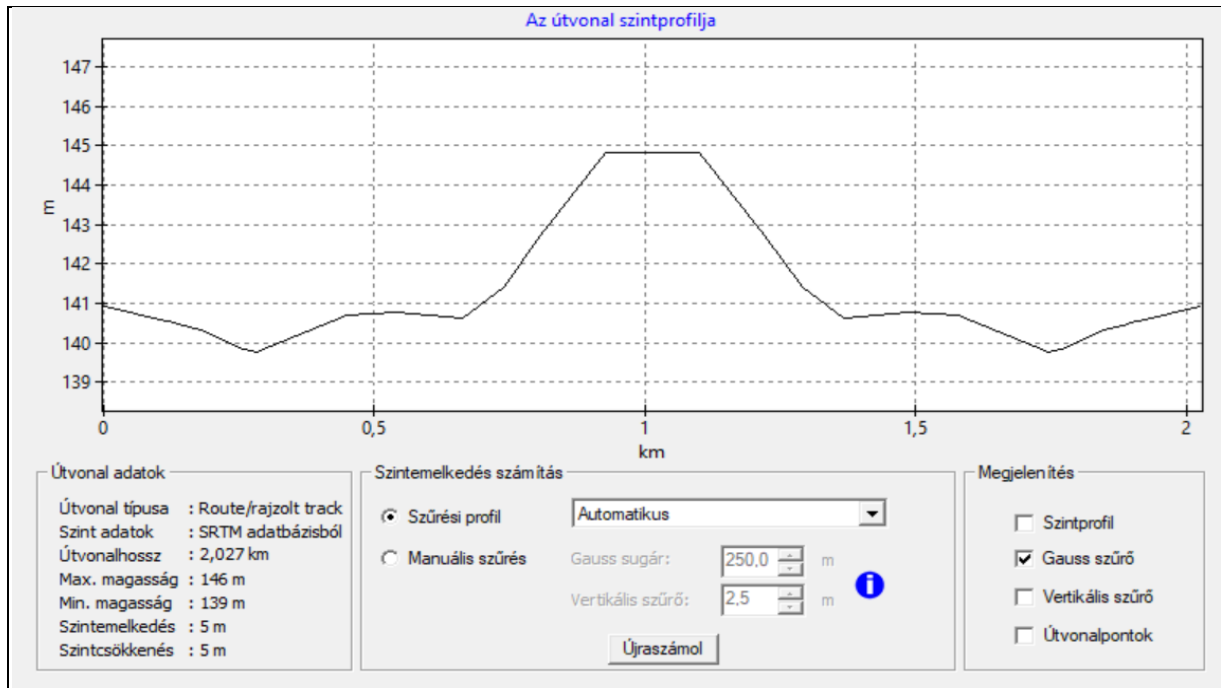 Az útvonal szintprofilja
147
146
145
144
143
142
141
140
139
m
0
0,5
1
1,5
2
km
Útvonal adatok
Útvonal típusa : Route/rajzolt track
Szint adatok : SRTM adatbázisból
Útvonalhossz : 2,027 km
Max. magasság : 146 m
Min. magasság : 139 m
Szintemelkedés : 5 m
Szintcsökkenés : 5 m
Szintemelkedés számítás
Szűrési profil
Automatikus
Manuális szűrés
Gauss sugár: 250,0 m
Vertikális szűrő: 2,5 m
Újraszámol
Megjelenítés
Szintprofil
Gauss szűrő
Vertikális szűrő
Útvonalpontok